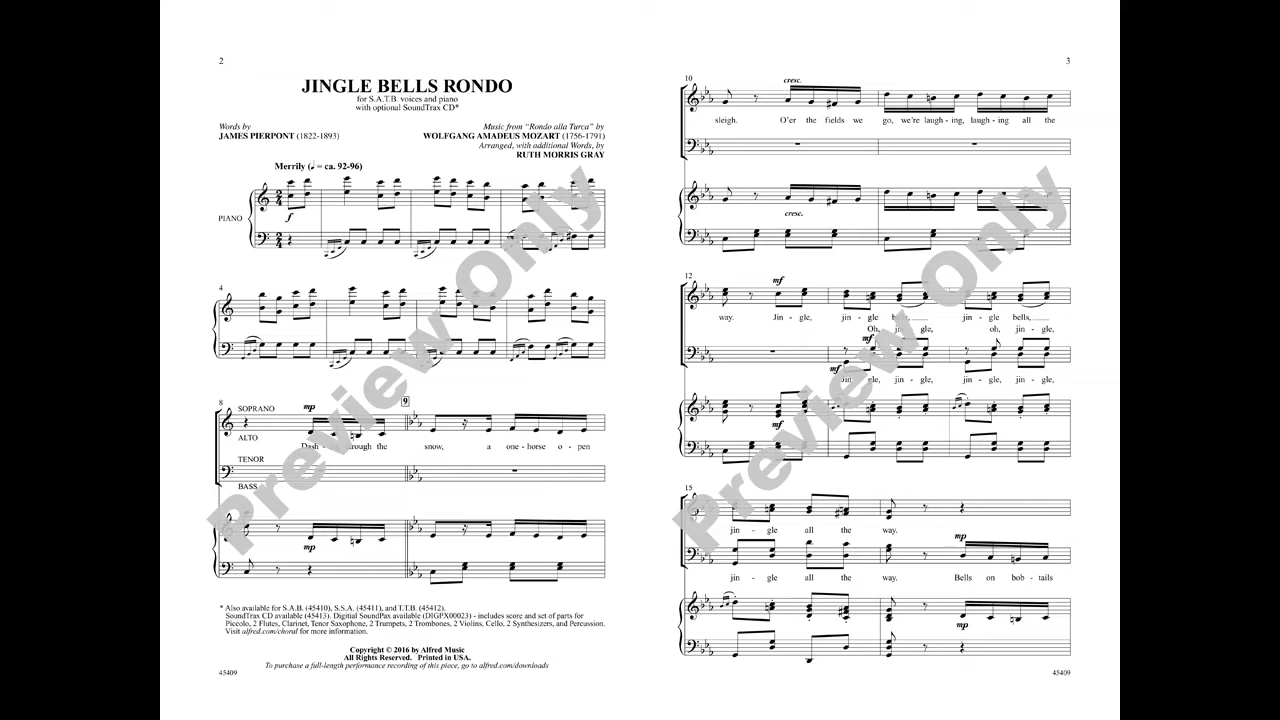 2
JINGLE BELLS RONDO
for S.A.T.B. voices and piano
with optional SoundTrax CD*
Words by
JAMES PIERPONT (1822-1893)
Music from "Rondo alla Turca" by
WOLFGANG AMADEUS MOZART (1756-1791)
Arranged, with additional Words, by
RUTH MORRIS GRAY
Merrily (♩ = ca. 92-96)
PIANO
f
4
8
9
SOPRANO
mp
ALTO
Dash - through the snow, a one - horse o - pen
TENOR
BASS
mp
* Also available for S.A.B. (45410), S.S.A. (45411), and T.T.B. (45412).
SoundTrax CD available (45413). Digitial SoundPax available (DIGPX00023) - includes score and set of parts for
Piccolo, 2 Flutes, Clarinet, Tenor Saxophone, 2 Trumpets, 2 Trombones, 2 Violins, Cello, 2 Synthesizers, and Percussion.
Visit alfred.com/choral for more information.
Copyright © 2016 by Alfred Music
All Rights Reserved. Printed in USA.
To purchase a full-length performance recording of this piece, go to alfred.com/downloads
45409
Preview Only
3
10
cresc.
sleigh. O'er the fields we go, we're laugh - ing, laugh - ing all the
cresc.
12
mf
way. Jin - gle, jin - gle bells, jin - gle bells,
Oh, jin - gle, oh, jin - gle,
mf
mf
Jin - gle, jin - gle, jin - gle, jin - gle,
mf
15
jin - gle all the way.
mp
jin - gle all the way. Bells on bob - tails
mp
45409
Preview Only